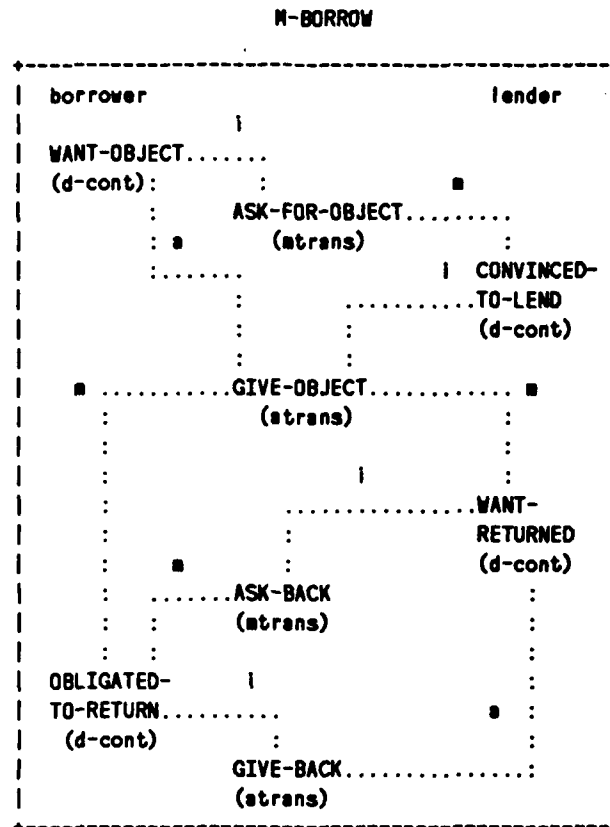 M-BORROW
+-----------------------------------------
| borrower lender
| i
| WANT-OBJECT.......
| (d-cont): : m
| : ASK-FOR-OBJECT.........
| : a (mtrans) :
| :....... i CONVINCED-
| : ...........TO-LEND
| : : (d-cont)
| : :
| m ...........GIVE-OBJECT............ m
| : (atrans) :
| : :
| : i :
| : ................WANT-
| : : RETURNED
| : m : (d-cont)
| : .......ASK-BACK :
| : : (mtrans) :
| : : :
| OBLIGATED- i :
| TO-RETURN.......... a :
| (d-cont) : :
| GIVE-BACK...............:
| (atrans)
+-----------------------------------------